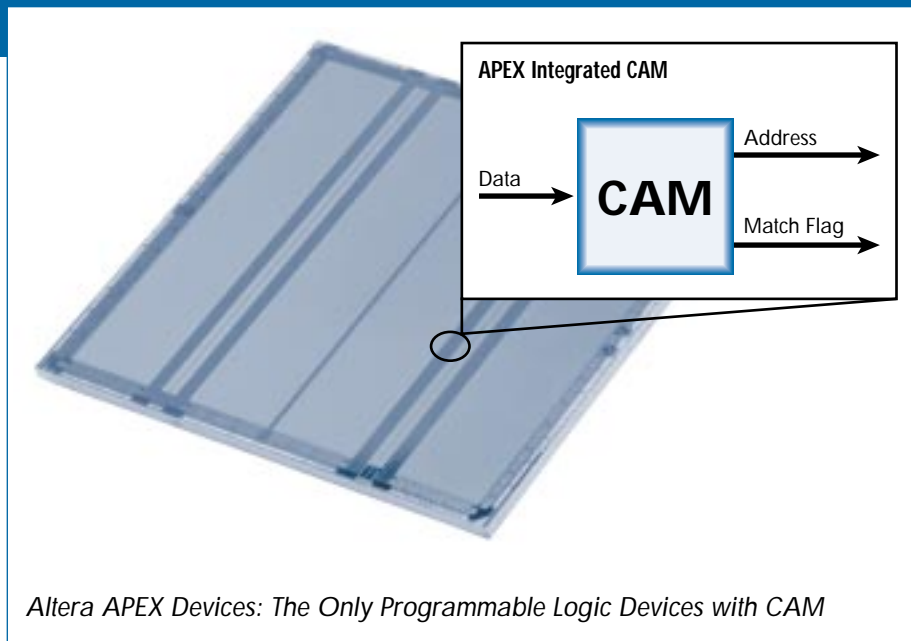 APEX Integrated CAM
Data
CAM
Address
Match Flag
Altera APEX Devices: The Only Programmable Logic Devices with CAM